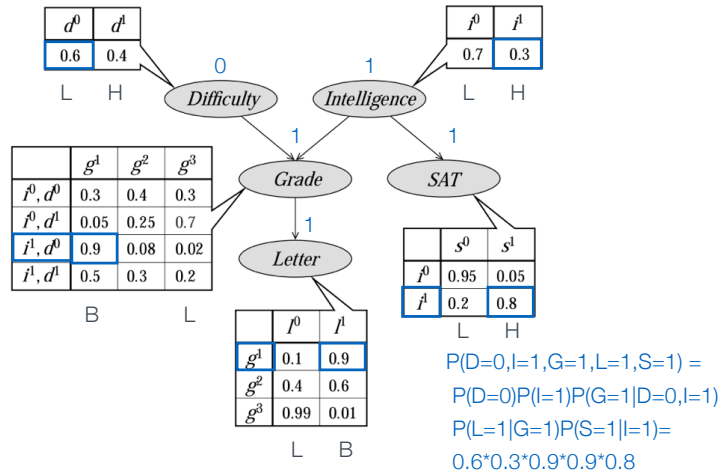 d⁰ d¹
0.6 0.4
L H
i⁰ i¹
0.7 0.3
L H
0
1
Difficulty
Intelligence
1
1
g¹ g² g³
i⁰, d⁰ 0.3 0.4 0.3
i⁰, d¹ 0.05 0.25 0.7
i¹, d⁰ 0.9 0.08 0.02
i¹, d¹ 0.5 0.3 0.2
B L
Grade
SAT
1
Letter
s⁰ s¹
i⁰ 0.95 0.05
i¹ 0.2 0.8
L H
l⁰ l¹
g¹ 0.1 0.9
g² 0.4 0.6
g³ 0.99 0.01
L B
P(D=0,I=1,G=1,L=1,S=1) =
P(D=0)P(I=1)P(G=1|D=0,I=1)
P(L=1|G=1)P(S=1|I=1)=
0.6*0.3*0.9*0.9*0.8